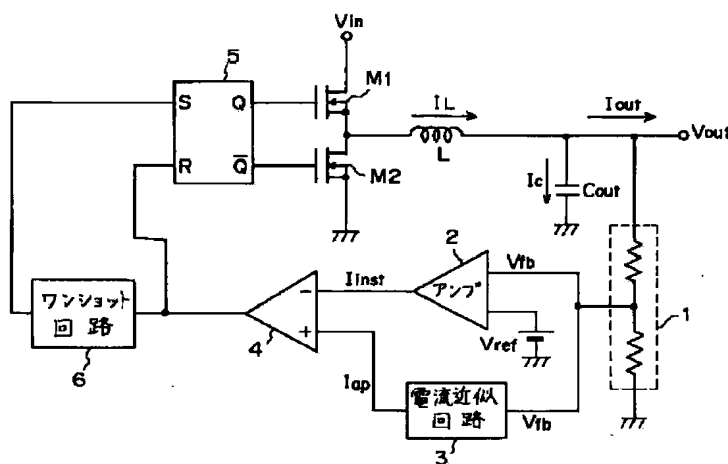 Vin
5
S
Q
M1
IL
Iout
L
Vout
R
Q̅
M2
Ic
Cout
2
Vfb
アンプ
Iinst
1
ワンショット
回路
4
Vref
6
Iap
電流近似
回路
Vfb
3